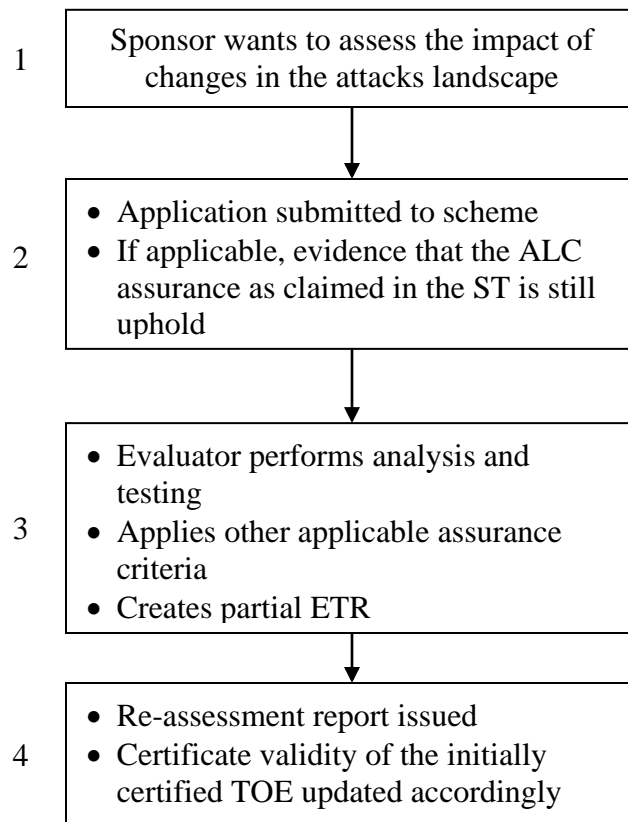 1
Sponsor wants to assess the impact of
changes in the attacks landscape
2
• Application submitted to scheme
• If applicable, evidence that the ALC
assurance as claimed in the ST is still
uphold
3
• Evaluator performs analysis and
testing
• Applies other applicable assurance
criteria
• Creates partial ETR
4
• Re-assessment report issued
• Certificate validity of the initially
certified TOE updated accordingly